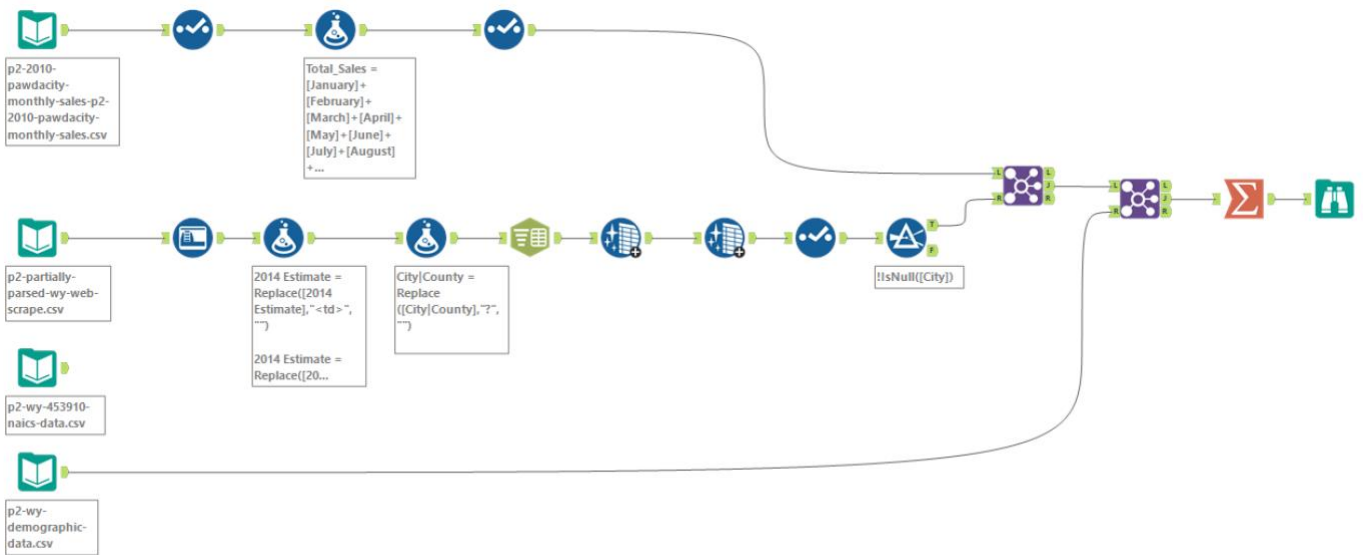 p2-2010-
pawdacity-
monthly-sales-p2-
2010-pawdacity-
monthly-sales.csv
Total_Sales =
[January]+
[February]+
[March]+[April]+
[May]+[June]+
[July]+[August]
+...
L
R
L
J
R
L
R
L
J
R
p2-partially-
parsed-wy-web-
scrape.csv
2014 Estimate =
Replace([2014
Estimate],"<td>",
"")
2014 Estimate =
Replace([20...
City|County =
Replace
([City|County],"?",
"")
T
F
!IsNull([City])
p2-wy-453910-
naics-data.csv
p2-wy-
demographic-
data.csv